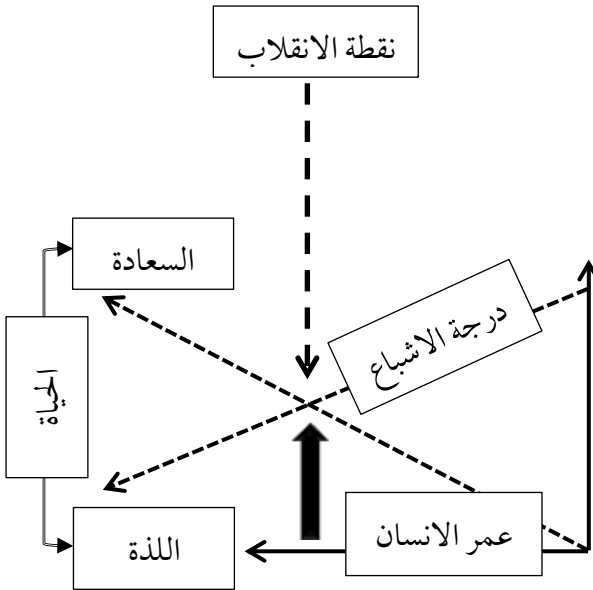 نقطة الانقلاب
السعادة
درجة الاشباع
الحياة
عمر الانسان
اللذة